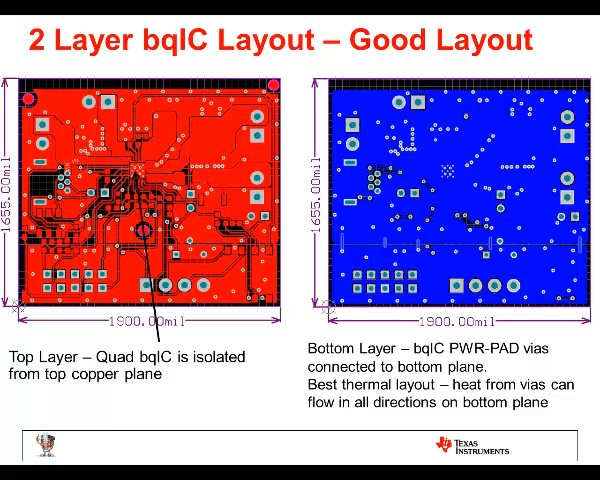 2 Layer bqIC Layout – Good Layout
1655.00mil
1900.00mil
1655.00mil
1900.00mil
Top Layer – Quad bqIC is isolated
from top copper plane
Bottom Layer – bqIC PWR-PAD vias
connected to bottom plane.
Best thermal layout – heat from vias can
flow in all directions on bottom plane
TEXAS
INSTRUMENTS